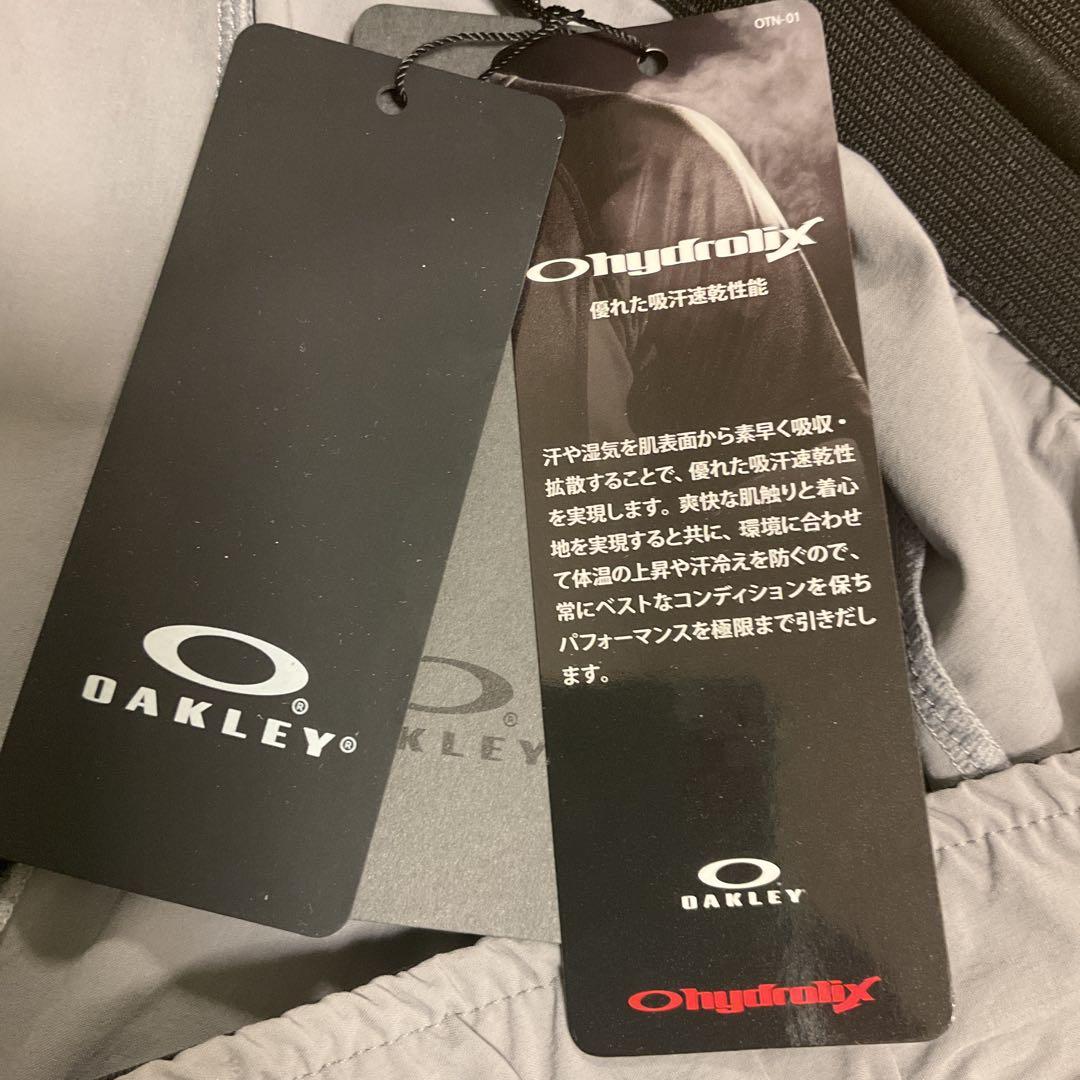 OAKLEY®
®
KLEY
OTN-01
Ohydrolix
優れた吸汗速乾性能
汗や湿気を肌表面から素早く吸収・
拡散することで、優れた吸汗速乾性
を実現します。爽快な肌触りと着心
地を実現すると共に、環境に合わせ
て体温の上昇や汗冷えを防ぐので、
常にベストなコンディションを保ち
パフォーマンスを極限まで引きだし
ます。
OAKLEY
Ohydrolix